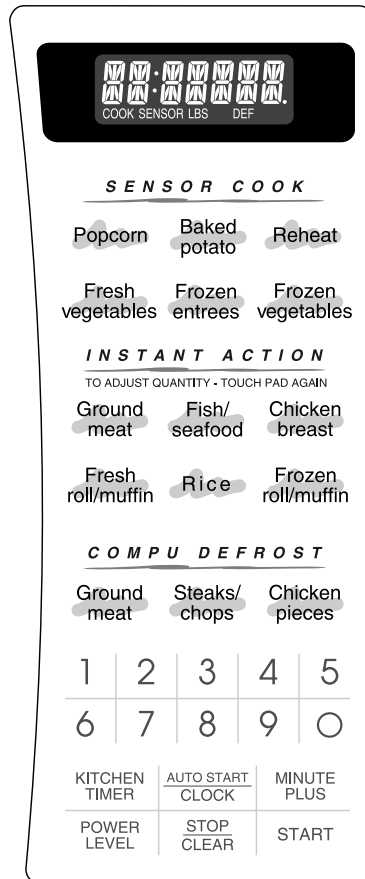 88:88888.
COOK SENSOR LBS DEF
SENSOR COOK
Popcorn Baked potato Reheat
Fresh vegetables Frozen entrees Frozen vegetables
INSTANT ACTION
TO ADJUST QUANTITY - TOUCH PAD AGAIN
Ground meat Fish/ seafood Chicken breast
Fresh roll/muffin Rice Frozen roll/muffin
COMPU DEFROST
Ground meat Steaks/ chops Chicken pieces
1 2 3 4 5
6 7 8 9 0
KITCHEN TIMER AUTO START CLOCK MINUTE PLUS
POWER LEVEL STOP CLEAR START